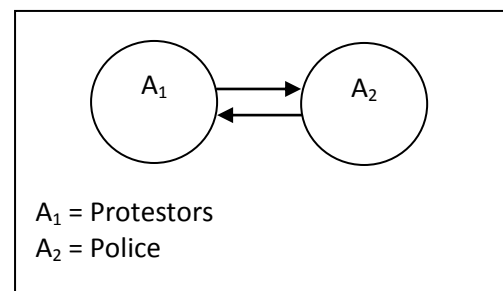 A₁ A₂
A₁ = Protestors
A₂ = Police